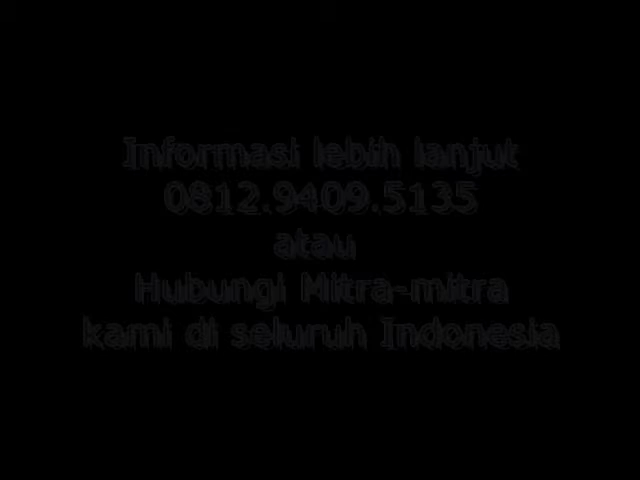 Informasi lebih lanjut
0812.9409.5135
atau
Hubungi Mitra-mitra
kami di seluruh Indonesia